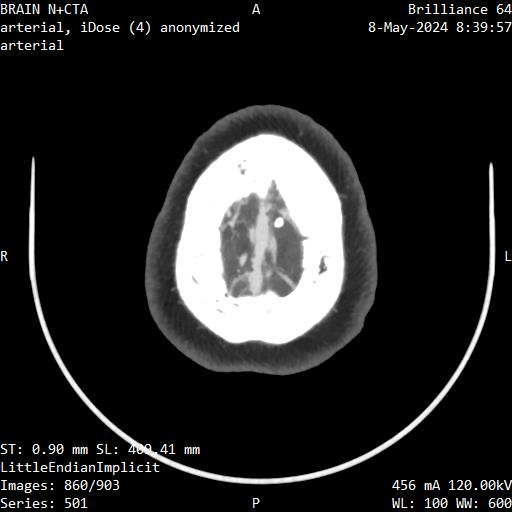 BRAIN N+CTA
A
Brilliance 64
arterial, iDose (4) anonymized
8-May-2024 8:39:57
arterial
R
L
ST: 0.90 mm SL: 409.41 mm
LittleEndianImplicit
Images: 860/903
456 mA 120.00kV
Series: 501
P
WL: 100 WW: 600